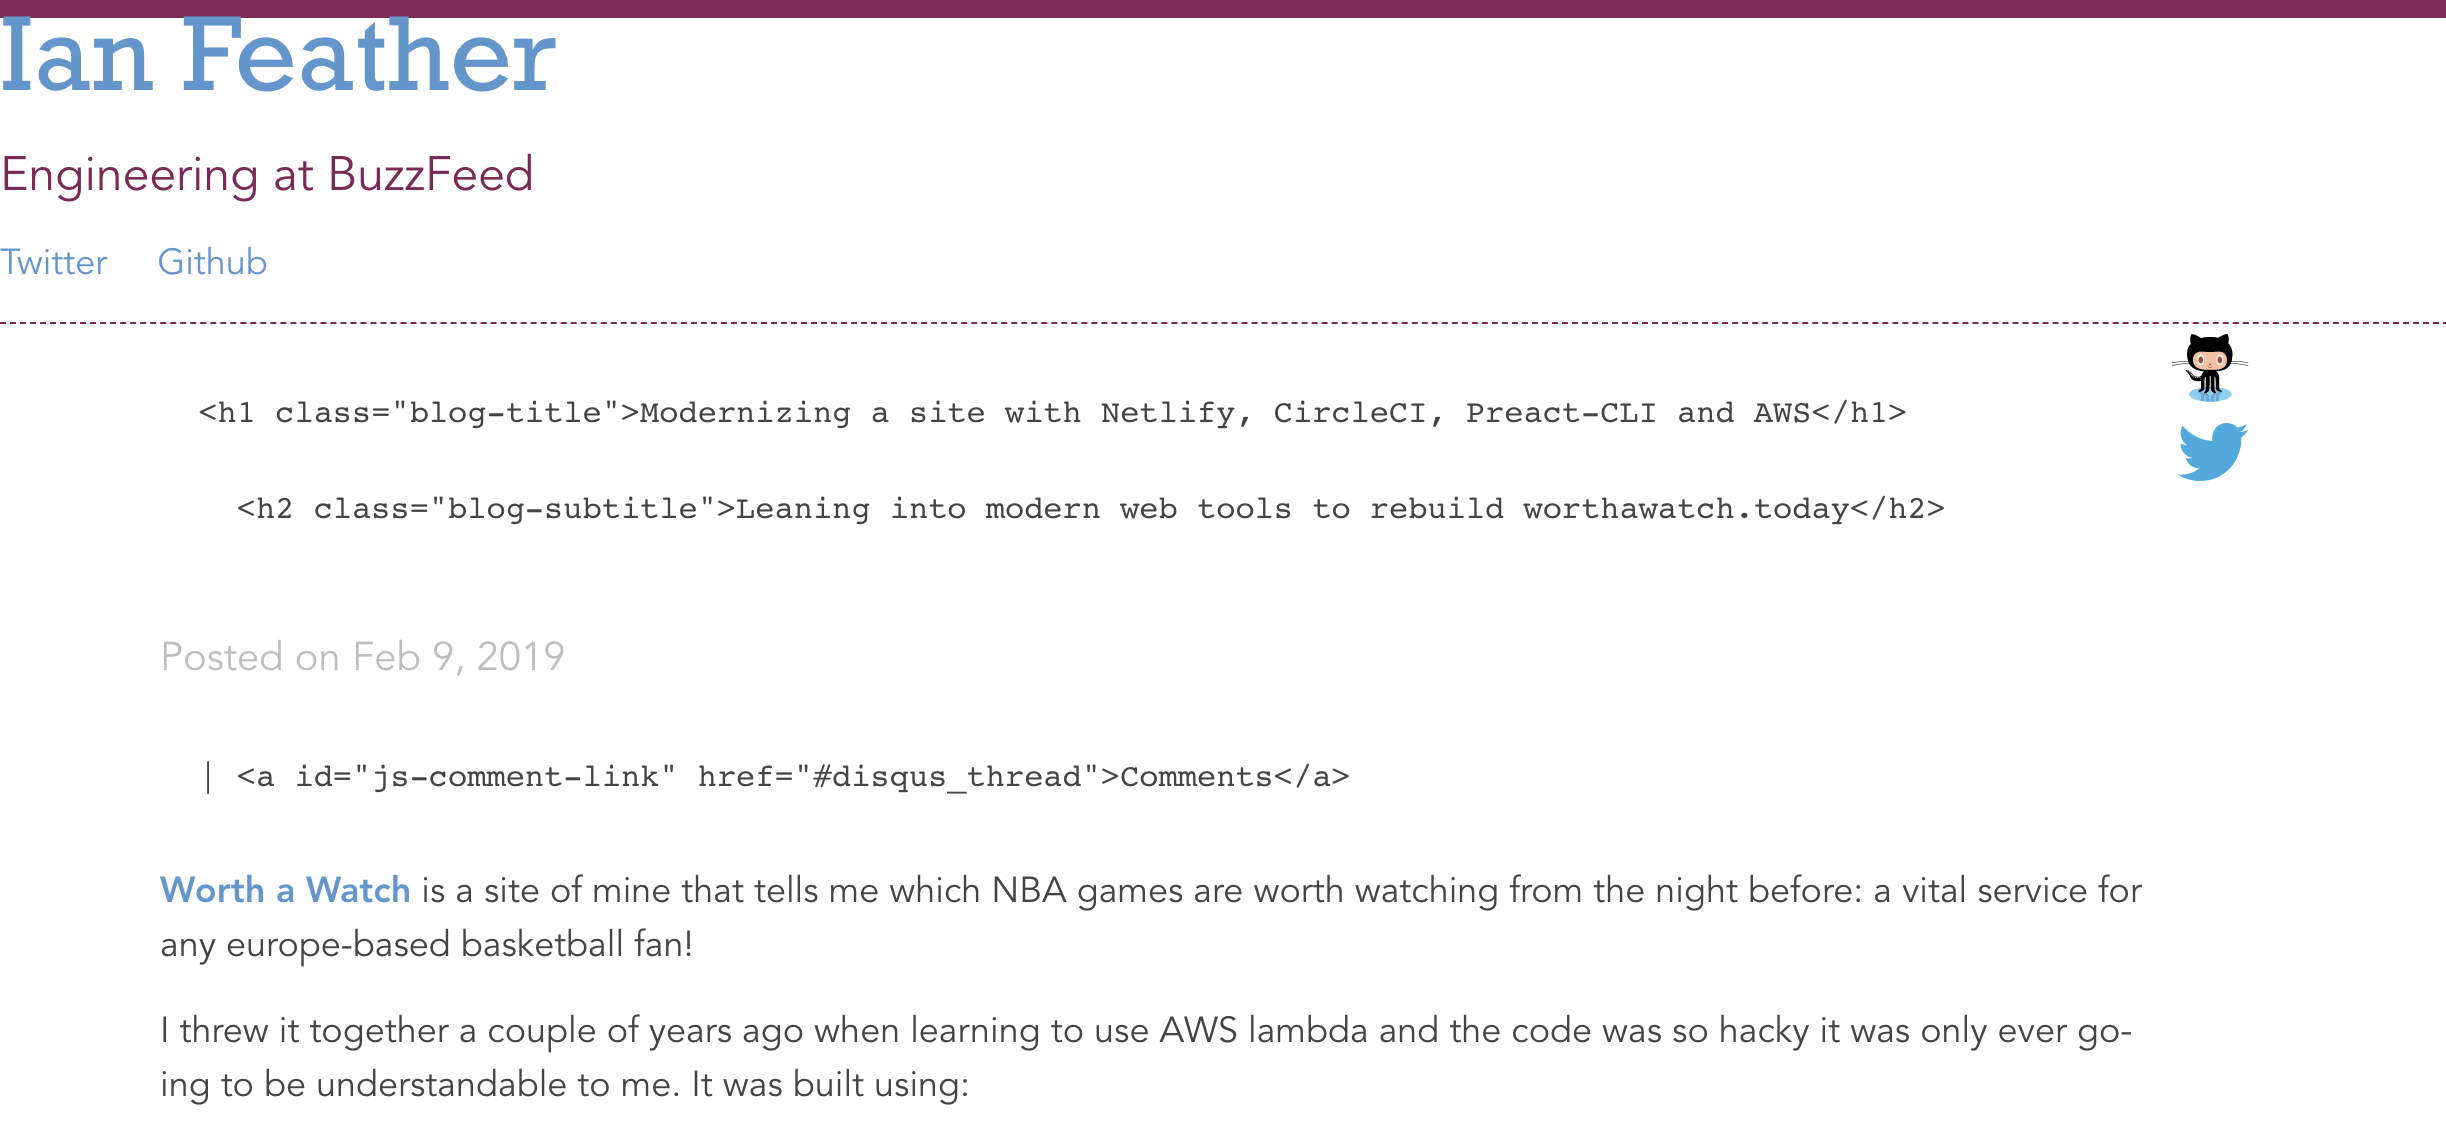 Ian Feather
Engineering at BuzzFeed
Twitter Github
<h1 class="blog-title">Modernizing a site with Netlify, CircleCI, Preact-CLI and AWS</h1>
<h2 class="blog-subtitle">Leaning into modern web tools to rebuild worthawatch.today</h2>
Posted on Feb 9, 2019
| <a id="js-comment-link" href="#disqus_thread">Comments</a>
Worth a Watch is a site of mine that tells me which NBA games are worth watching from the night before: a vital service for
any europe-based basketball fan!
I threw it together a couple of years ago when learning to use AWS lambda and the code was so hacky it was only ever go-
ing to be understandable to me. It was built using: